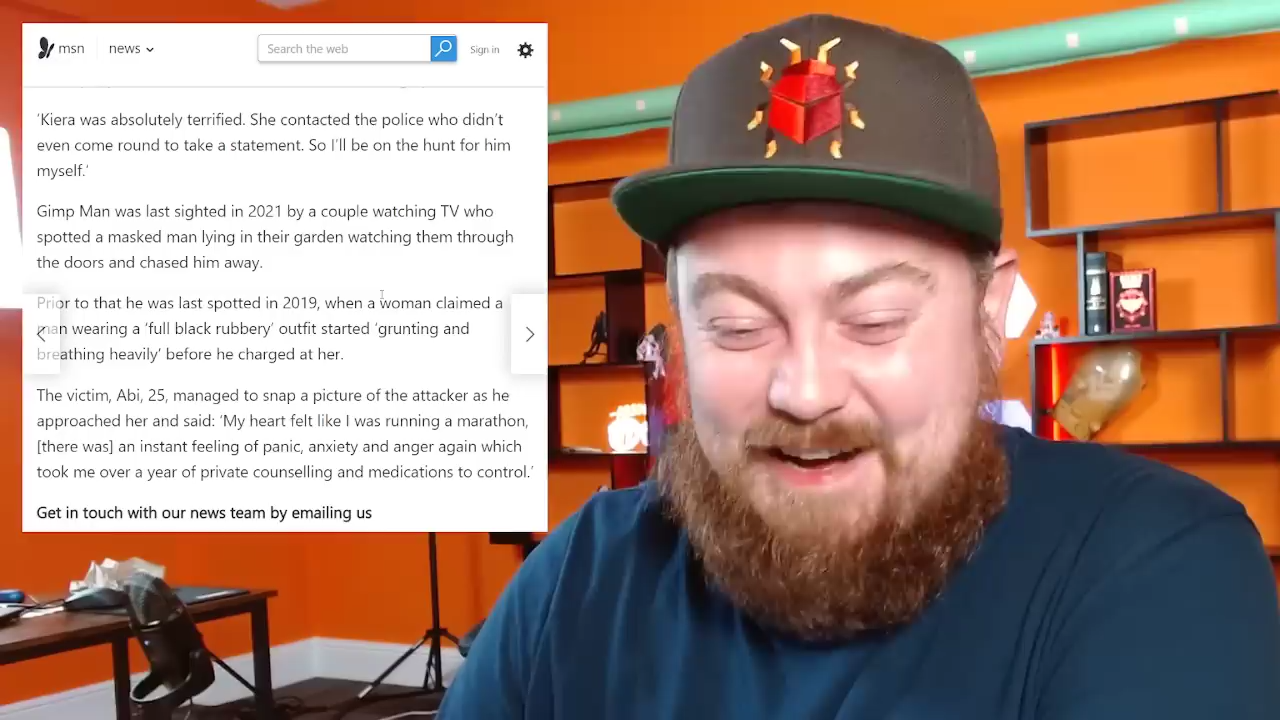 msn news Search the web Sign in
‘Kiera was absolutely terrified. She contacted the police who didn’t
even come round to take a statement. So I’ll be on the hunt for him
myself.’
Gimp Man was last sighted in 2021 by a couple watching TV who
spotted a masked man lying in their garden watching them through
the doors and chased him away.
Prior to that he was last spotted in 2019, when a woman claimed a
man wearing a ‘full black rubbery’ outfit started ‘grunting and
breathing heavily’ before he charged at her.
The victim, Abi, 25, managed to snap a picture of the attacker as he
approached her and said: ‘My heart felt like I was running a marathon,
[there was] an instant feeling of panic, anxiety and anger again which
took me over a year of private counselling and medications to control.’
Get in touch with our news team by emailing us